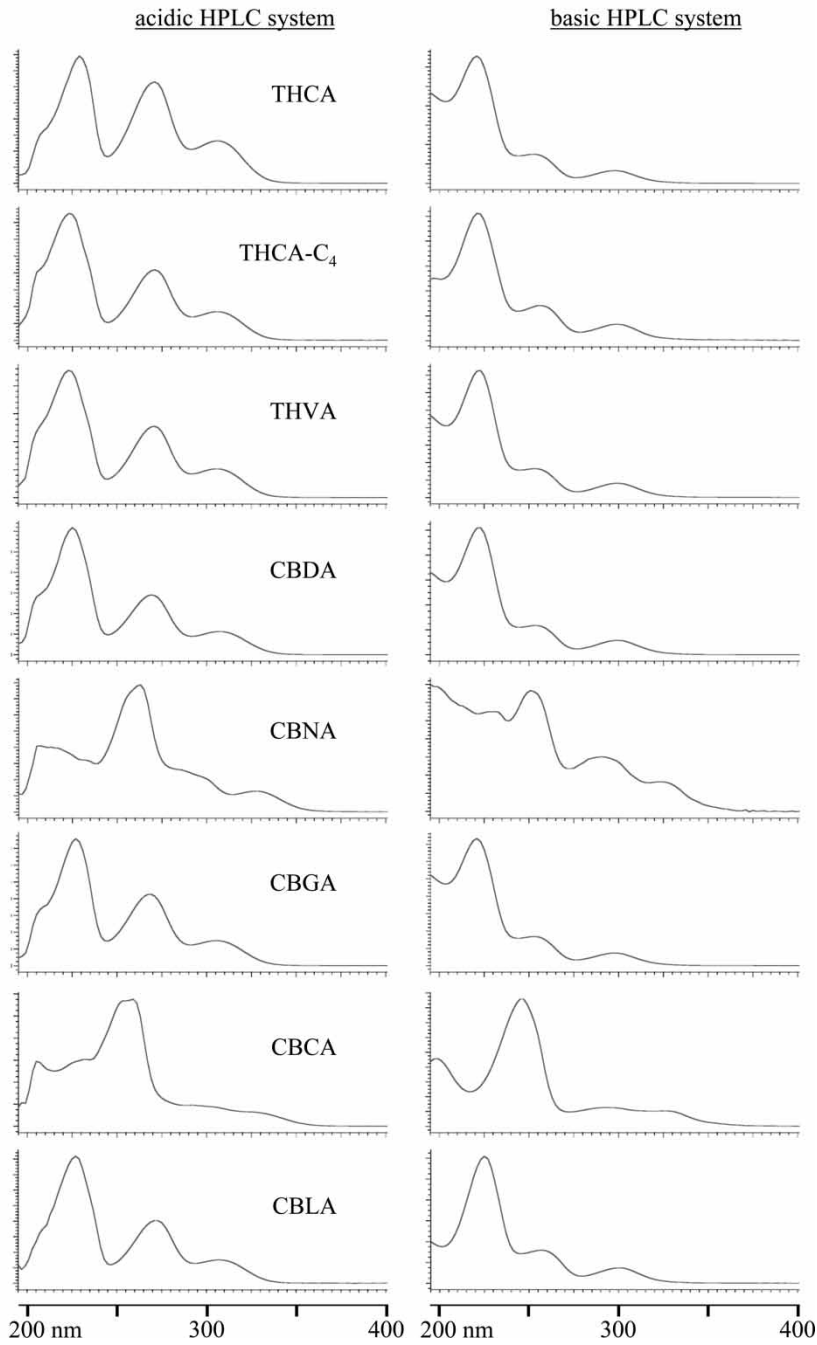 acidic HPLC system
basic HPLC system
THCA
THCA-C₄
THVA
CBDA
CBNA
CBGA
CBCA
CBLA
200 nm 300 400 200 nm 300 400